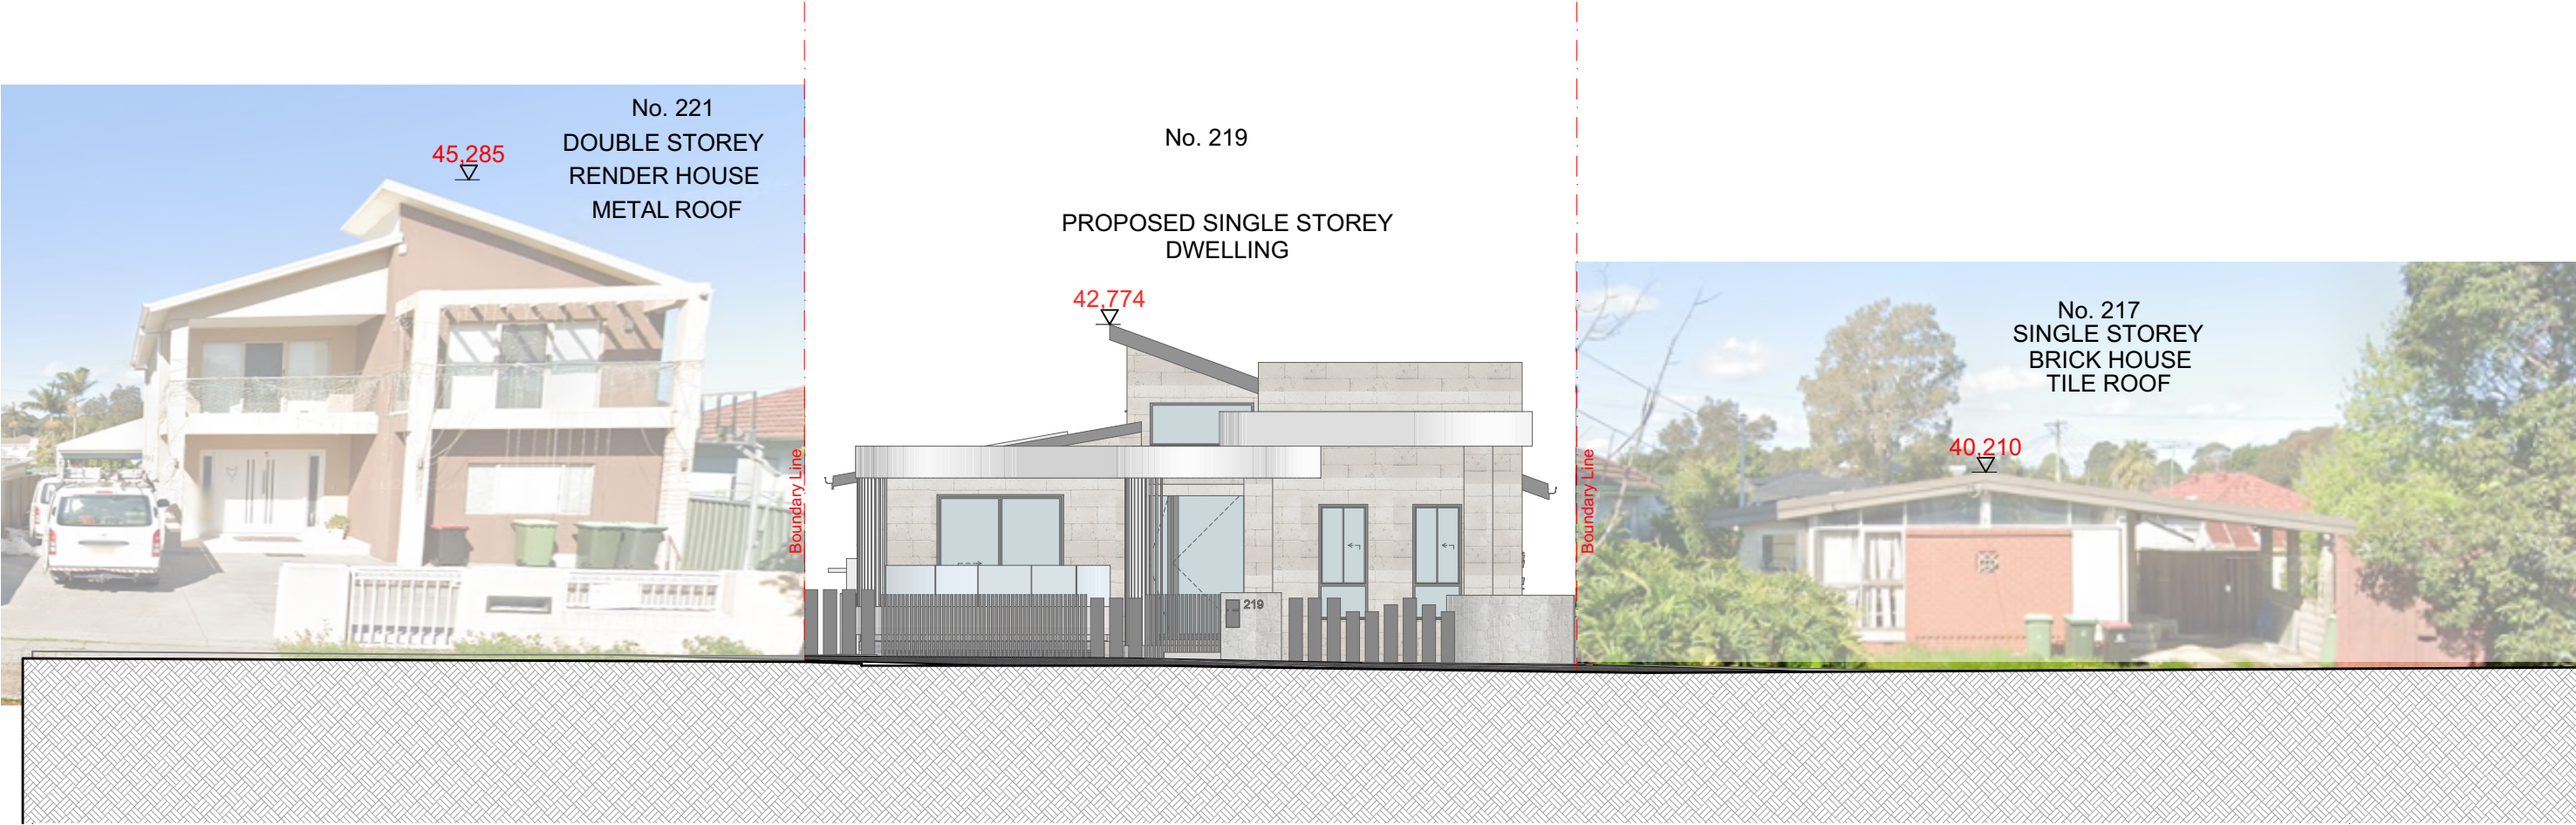 No. 221
DOUBLE STOREY
RENDER HOUSE
METAL ROOF
45,285
Boundary Line
No. 219
PROPOSED SINGLE STOREY
DWELLING
42,774
219
Boundary Line
No. 217
SINGLE STOREY
BRICK HOUSE
TILE ROOF
40,210